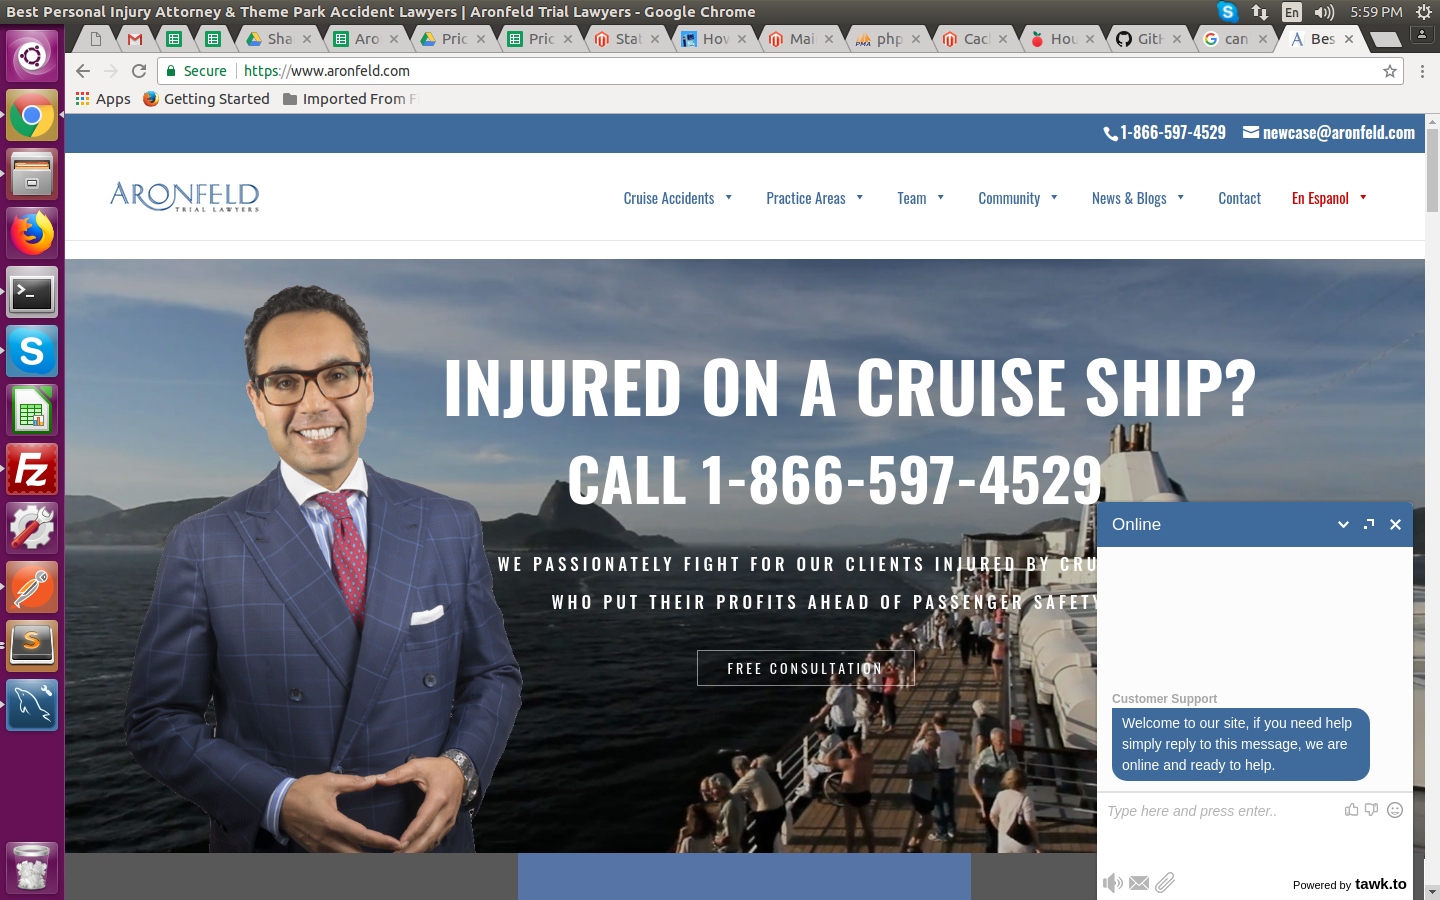 Best Personal Injury Attorney & Theme Park Accident Lawyers | Aronfeld Trial Lawyers - Google Chrome
En
5:59 PM
Sha
Aro
Pric
Pric
Stat
Hov
Mai
php
Cacl
Hou
GitH
can
Bes
Secure
https://www.aronfeld.com
Apps
Getting Started
Imported From F
1-866-597-4529
newcase@aronfeld.com
ARONFELD
TRIAL LAWYERS
Cruise Accidents
Practice Areas
Team
Community
News & Blogs
Contact
En Espanol
INJURED ON A CRUISE SHIP?
CALL 1-866-597-4529
WE PASSIONATELY FIGHT FOR OUR CLIENTS INJURED BY CRU
WHO PUT THEIR PROFITS AHEAD OF PASSENGER SAFETY
FREE CONSULTATION
Online
Customer Support
Welcome to our site, if you need help
simply reply to this message, we are
online and ready to help.
Type here and press enter..
Powered by tawk.to